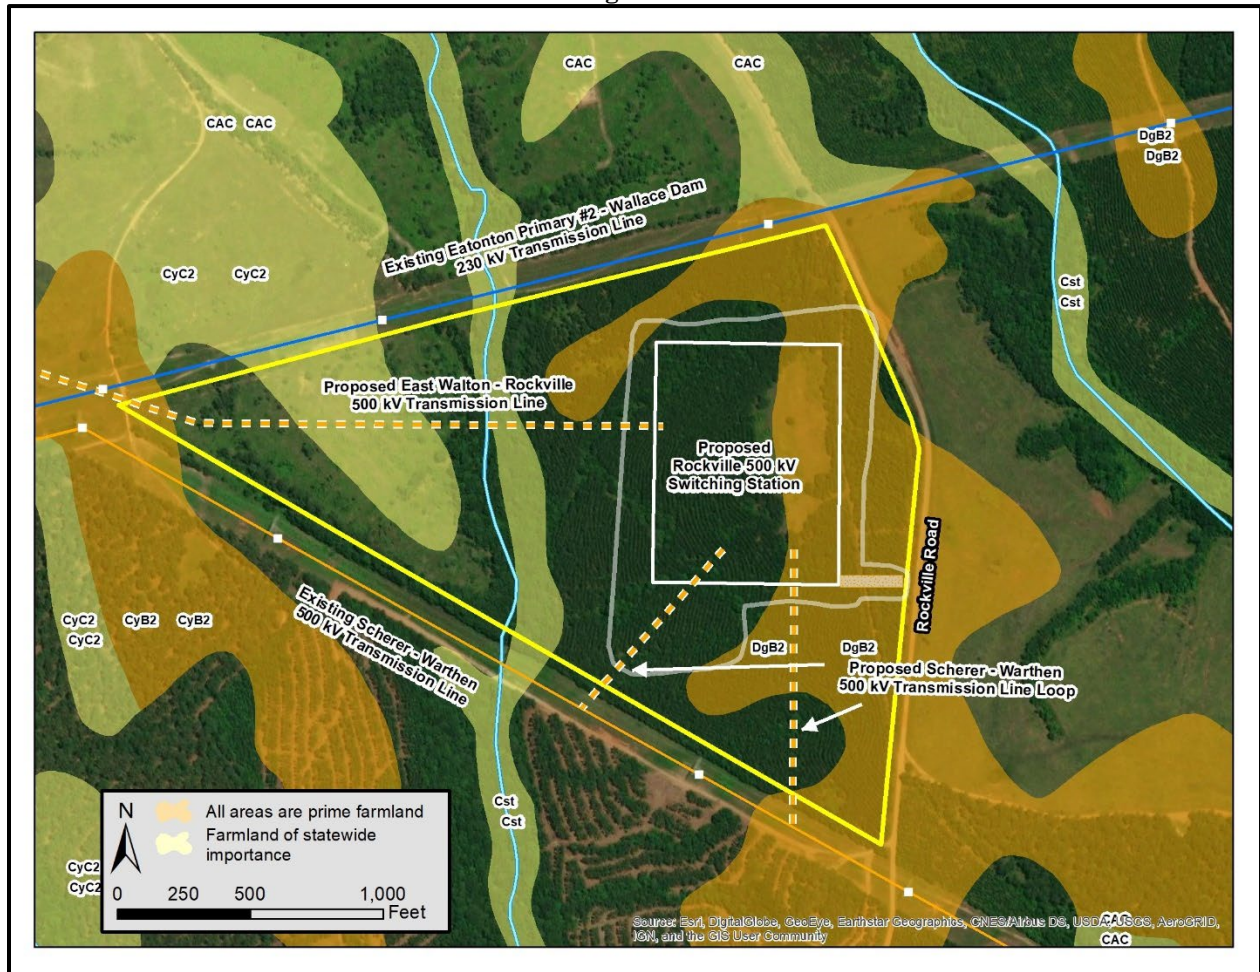 CAC
CAC
CAC CAC
DgB2
DgB2
Existing Eatonton Primary #2 - Wallace Dam
230 kV Transmission Line
CyC2 CyC2
Cst
Cst
Proposed East Walton - Rockville
500 kV Transmission Line
Proposed
Rockville 500 kV
Switching Station
Rockville Road
Existing Scherer - Warthen
500 kV Transmission Line
CyC2
CyC2
CyB2 CyB2
DgB2 DgB2
Proposed Scherer - Warthen
500 kV Transmission Line Loop
Cst
Cst
CyC2
CyC2
N
All areas are prime farmland
Farmland of statewide
importance
0 250 500 1,000
Feet
Source: Esri, DigitalGlobe, GeoEye, Earthstar Geographics, CNES/Airbus DS, USDA, USGS, AeroGRID,
IGN, and the GIS User Community
CAC
CAC